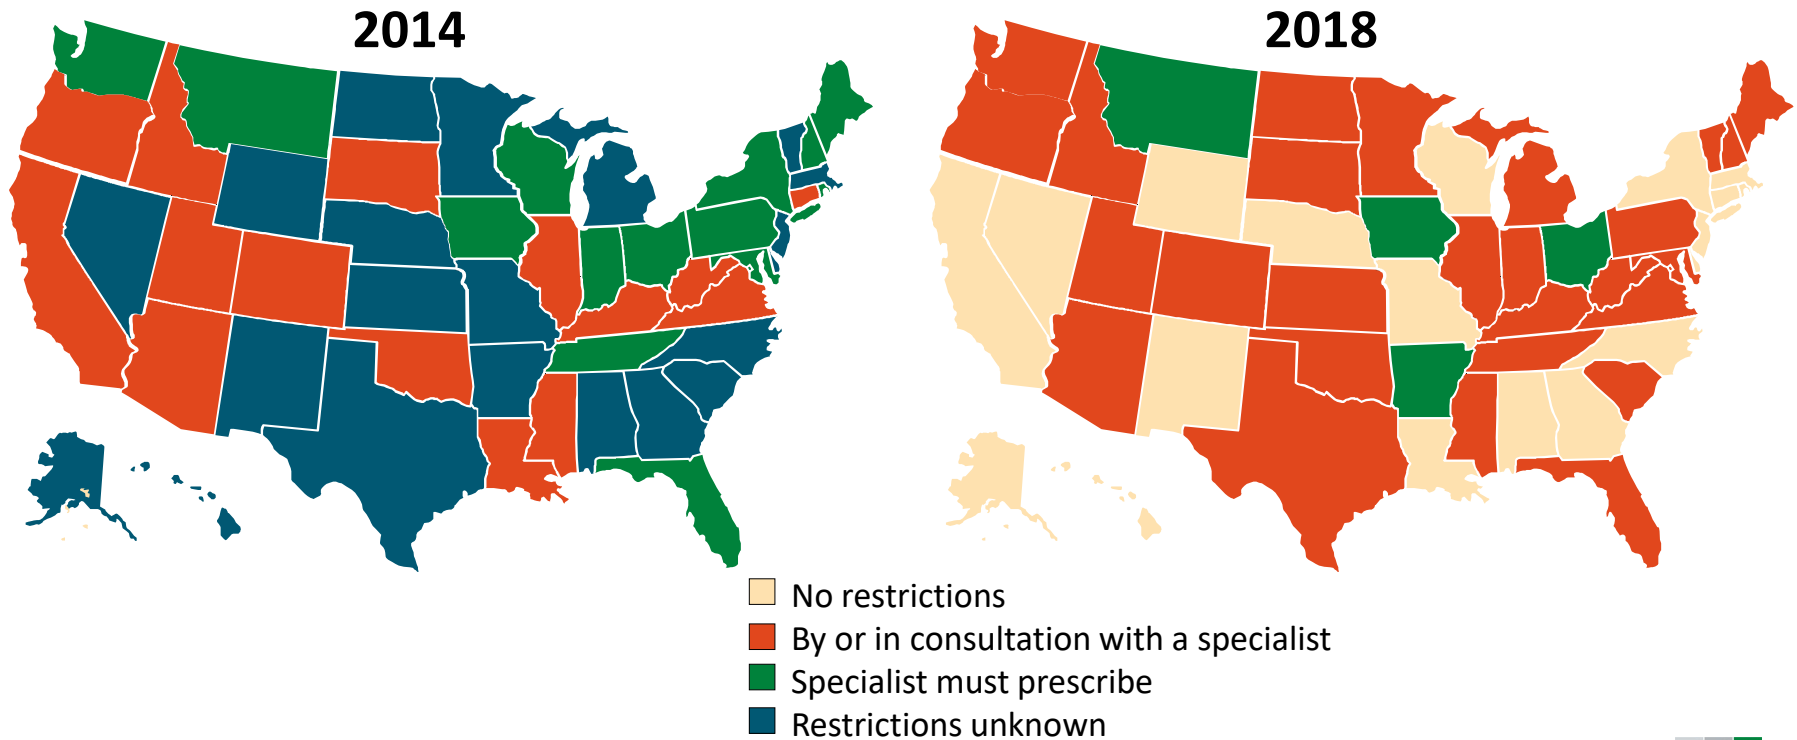 2014
2018
No restrictions
By or in consultation with a specialist
Specialist must prescribe
Restrictions unknown